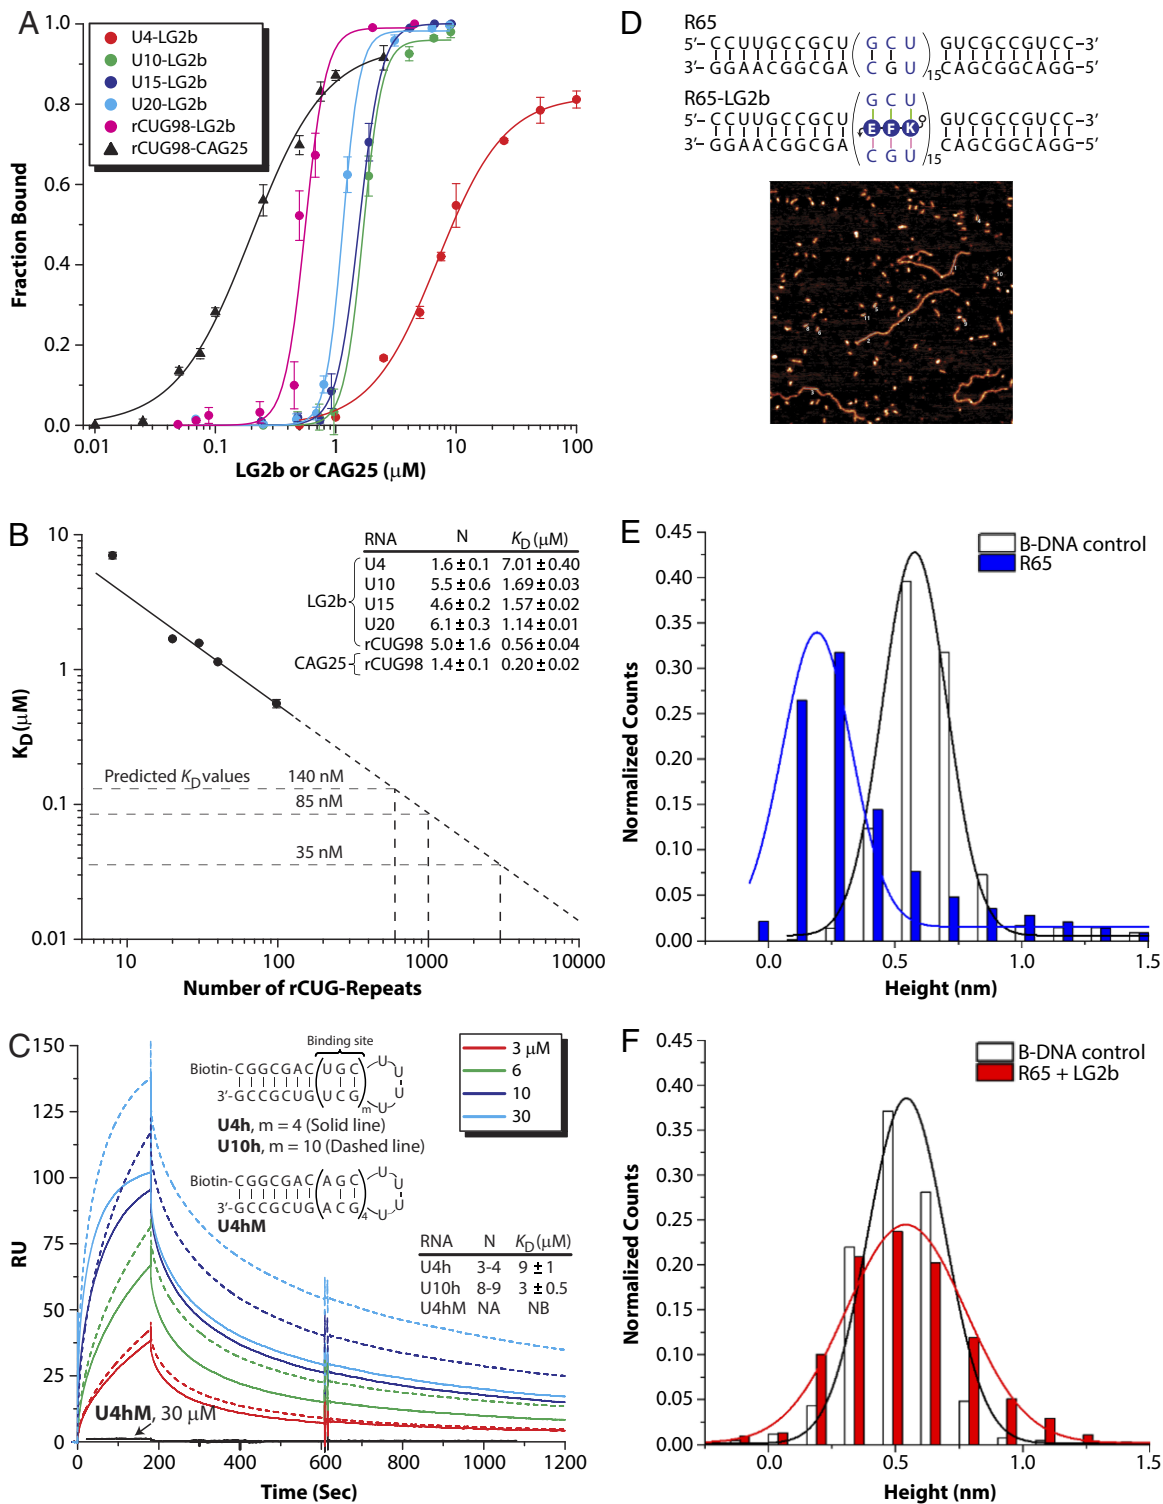 A
Fraction Bound
1.0
0.8
0.6
0.4
0.2
0.0
U4-LG2b
U10-LG2b
U15-LG2b
U20-LG2b
rCUG98-LG2b
rCUG98-CAG25
0.01 0.1 1 10 100
LG2b or CAG25 (µM)
B
K_D (µM)
10
1
0.1
0.01
RNA N K_D (µM)
LG2b
U4 1.6 ± 0.1 7.01 ± 0.40
U10 5.5 ± 0.6 1.69 ± 0.03
U15 4.6 ± 0.2 1.57 ± 0.02
U20 6.1 ± 0.3 1.14 ± 0.01
rCUG98 5.0 ± 1.6 0.56 ± 0.04
CAG25 rCUG98 1.4 ± 0.1 0.20 ± 0.02
Predicted K_D values 140 nM
85 nM
35 nM
10 100 1000 10000
Number of rCUG-Repeats
C
RU
150
125
100
75
50
25
0
Binding site
Biotin-CGGCGAC(UGC) U U
3'-GCCGCUG(UCG)m U U
U4h, m = 4 (Solid line)
U10h, m = 10 (Dashed line)
Biotin-CGGCGAC(AGC) U U
3'-GCCGCUG(ACG)4 U U
U4hM
3 µM
6
10
30
RNA N K_D (µM)
U4h 3-4 9 ± 1
U10h 8-9 3 ± 0.5
U4hM NA NB
U4hM, 30 µM
0 200 400 600 800 1000 1200
Time (Sec)
D
R65
5'– CCUUGCCGCU(GCU) GUCGCCGUCC–3'
3'– GGAACGGCGA(CGU)15 CAGCGGCAGG–5'
R65-LG2b
GCU
5'– CCUUGCCGCU GUCGCCGUCC–3'
E F K
3'– GGAACGGCGA CAGCGGCAGG–5'
CGU 15
E
Normalized Counts
0.45
0.40
0.35
0.30
0.25
0.20
0.15
0.10
0.05
0.00
B-DNA control
R65
0.0 0.5 1.0 1.5
Height (nm)
F
Normalized Counts
0.45
0.40
0.35
0.30
0.25
0.20
0.15
0.10
0.05
0.00
B-DNA control
R65 + LG2b
0.0 0.5 1.0 1.5
Height (nm)